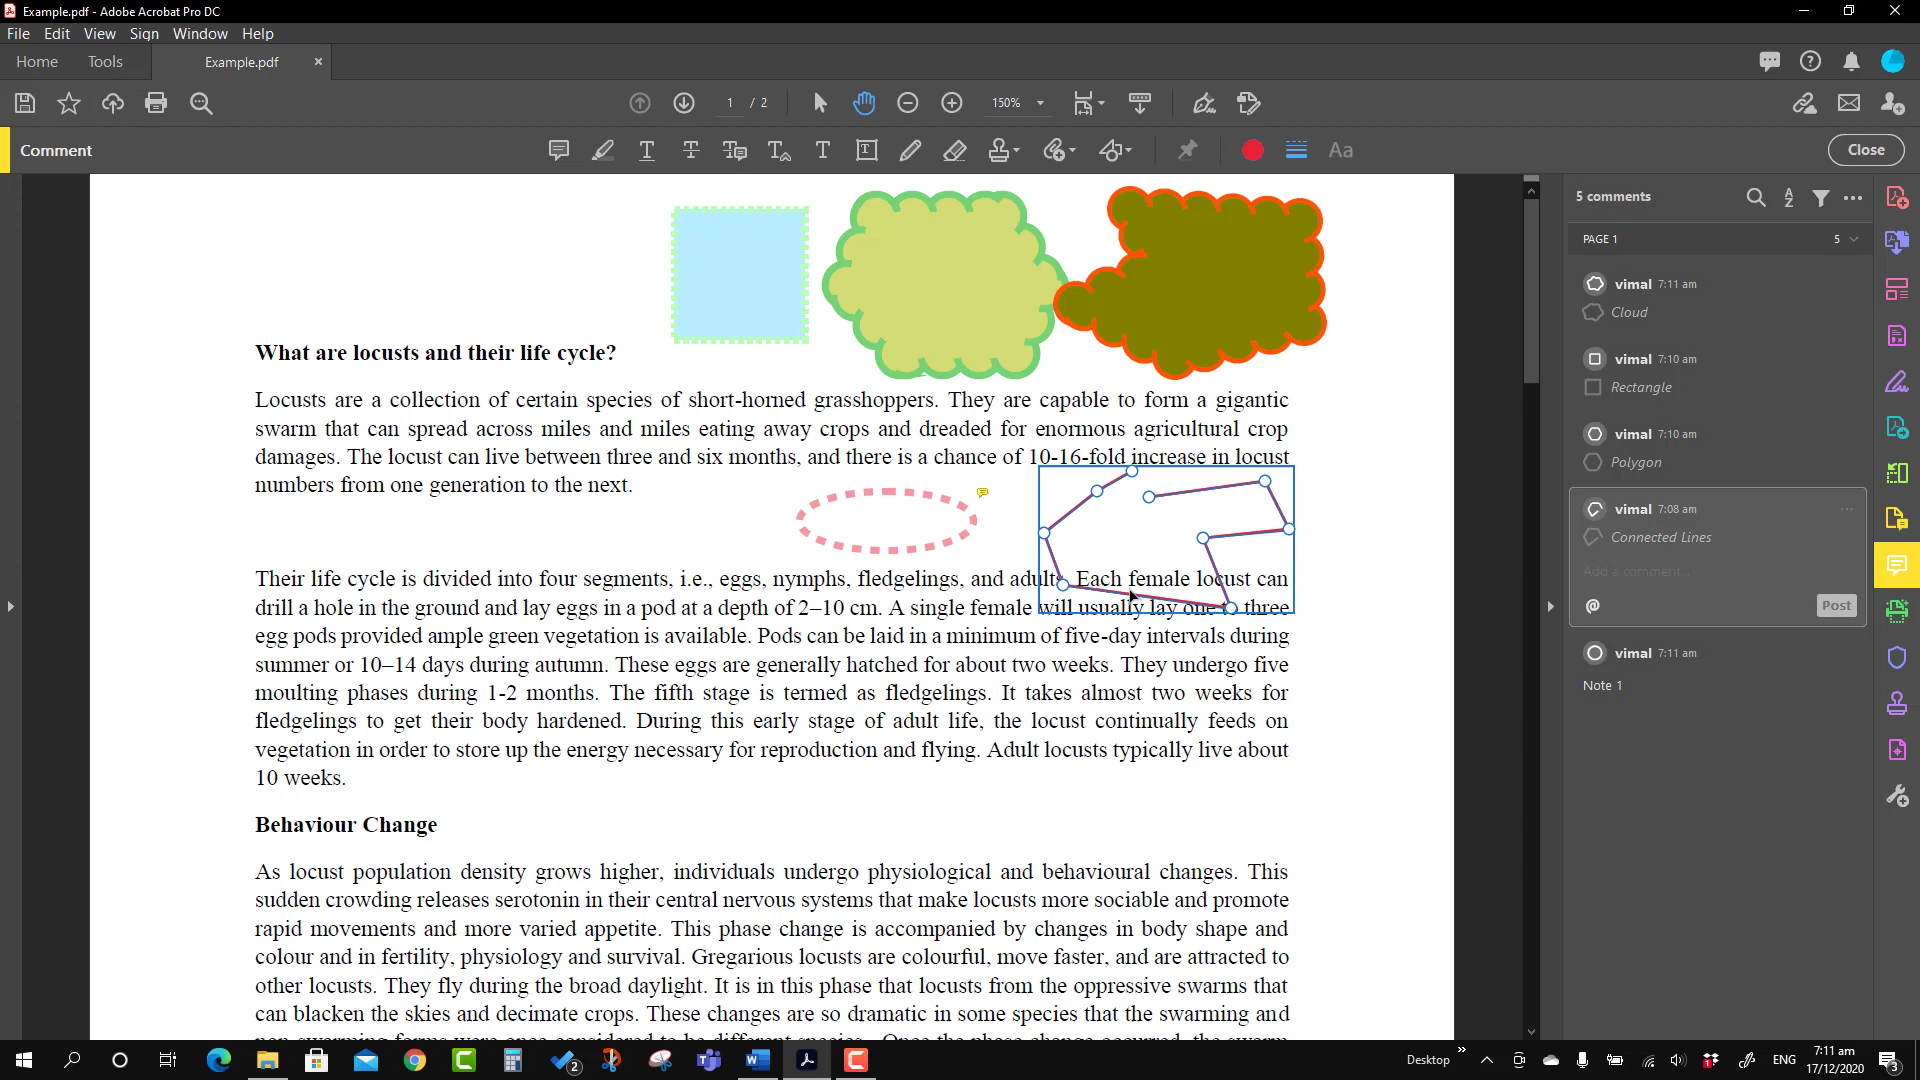 Example.pdf - Adobe Acrobat Pro DC
File Edit View Sign Window Help
Home Tools Example.pdf
1 / 2 150%
Comment Aa Close
5 comments
PAGE 1 5
vimal 7:11 am
Cloud
vimal 7:10 am
Rectangle
vimal 7:10 am
Polygon
vimal 7:08 am
Connected Lines
Add a comment...
@ Post
vimal 7:11 am
Note 1
What are locusts and their life cycle?
Locusts are a collection of certain species of short-horned grasshoppers. They are capable to form a gigantic
swarm that can spread across miles and miles eating away crops and dreaded for enormous agricultural crop
damages. The locust can live between three and six months, and there is a chance of 10-16-fold increase in locust
numbers from one generation to the next.
Their life cycle is divided into four segments, i.e., eggs, nymphs, fledgelings, and adults. Each female locust can
drill a hole in the ground and lay eggs in a pod at a depth of 2–10 cm. A single female will usually lay one to three
egg pods provided ample green vegetation is available. Pods can be laid in a minimum of five-day intervals during
summer or 10–14 days during autumn. These eggs are generally hatched for about two weeks. They undergo five
moulting phases during 1-2 months. The fifth stage is termed as fledgelings. It takes almost two weeks for
fledgelings to get their body hardened. During this early stage of adult life, the locust continually feeds on
vegetation in order to store up the energy necessary for reproduction and flying. Adult locusts typically live about
10 weeks.
Behaviour Change
As locust population density grows higher, individuals undergo physiological and behavioural changes. This
sudden crowding releases serotonin in their central nervous systems that make locusts more sociable and promote
rapid movements and more varied appetite. This phase change is accompanied by changes in body shape and
colour and in fertility, physiology and survival. Gregarious locusts are colourful, move faster, and are attracted to
other locusts. They fly during the broad daylight. It is in this phase that locusts from the oppressive swarms that
can blacken the skies and decimate crops. These changes are so dramatic in some species that the swarming and
2
Desktop ENG 7:11 am
17/12/2020 3